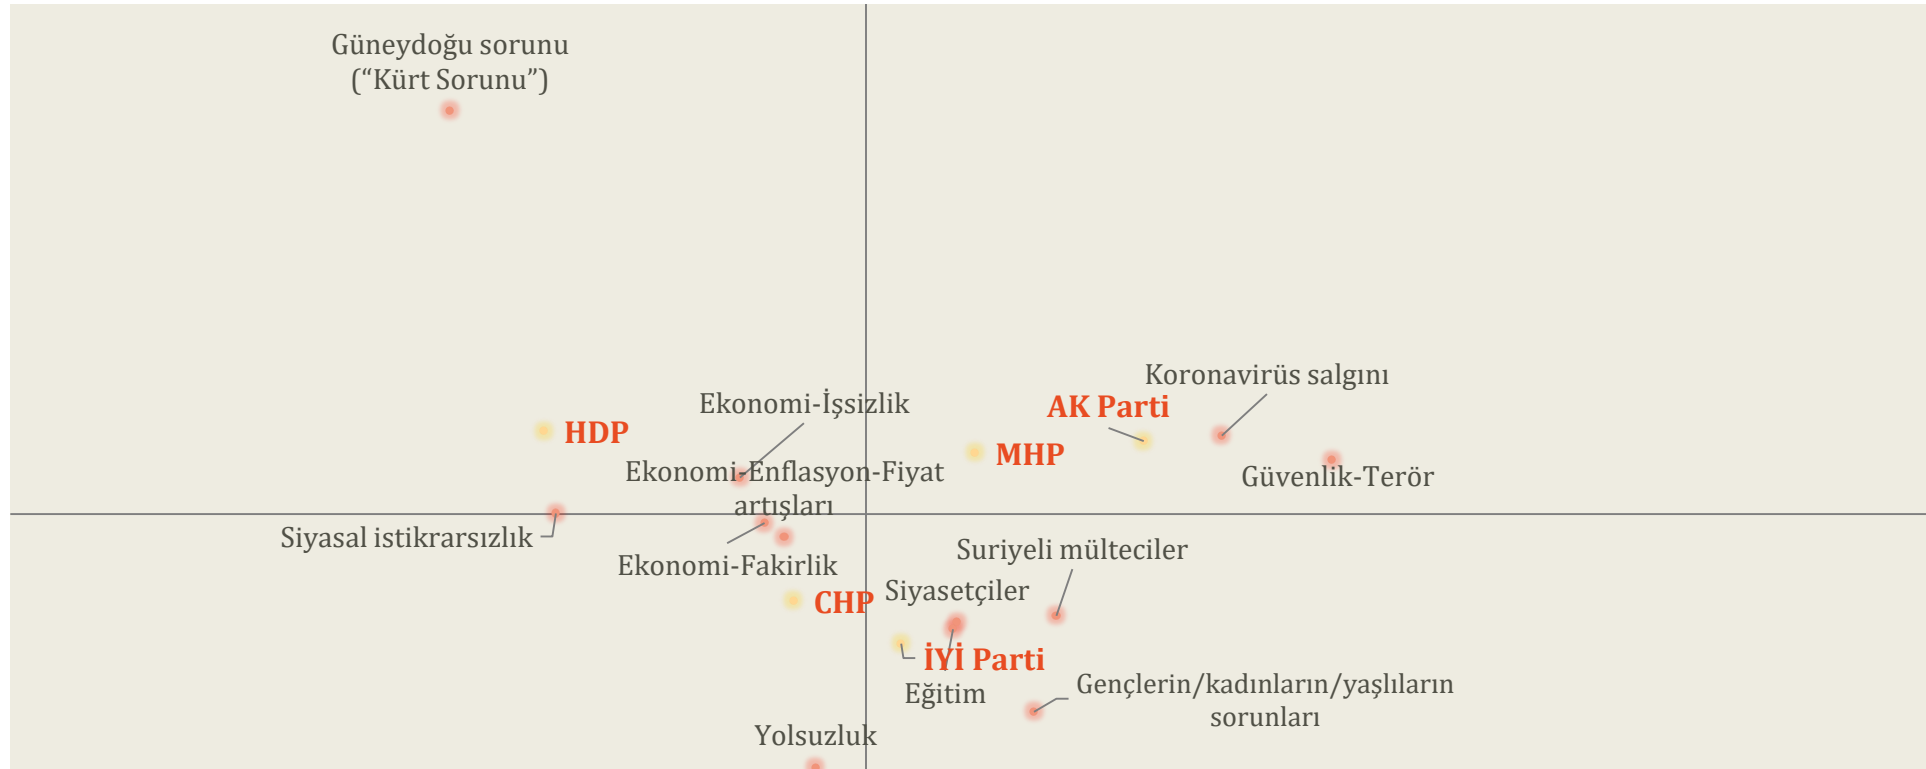 Güneydoğu sorunu
(“Kürt Sorunu”)
Koronavirüs salgını
Ekonomi-İşsizlik
AK Parti
HDP
MHP
Ekonomi-Enflasyon-Fiyat
artışları
Güvenlik-Terör
Siyasal istikrarsızlık
Ekonomi-Fakirlik
Suriyeli mülteciler
Siyasetçiler
CHP
İYİ Parti
Eğitim
Gençlerin/kadınların/yaşlıların
sorunları
Yolsuzluk